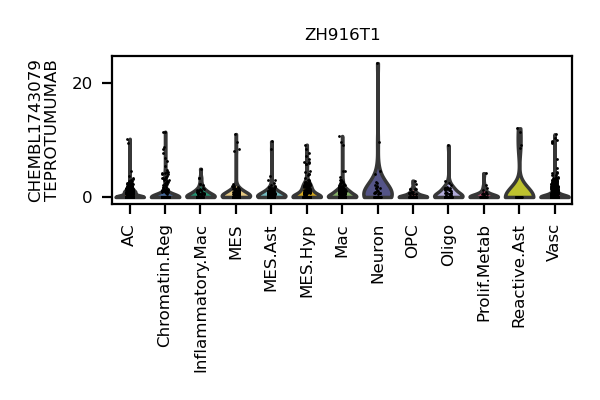 ZH916T1
CHEMBL1743079
TEPROTUMUMAB
20
0
AC
Chromatin.Reg
Inflammatory.Mac
MES
MES.Ast
MES.Hyp
Mac
Neuron
OPC
Oligo
Prolif.Metab
Reactive.Ast
Vasc